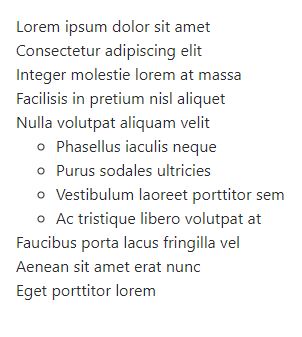 Lorem ipsum dolor sit amet
Consectetur adipiscing elit
Integer molestie lorem at massa
Facilisis in pretium nisl aliquet
Nulla volutpat aliquam velit
Phasellus iaculis neque
Purus sodales ultricies
Vestibulum laoreet porttitor sem
Ac tristique libero volutpat at
Faucibus porta lacus fringilla vel
Aenean sit amet erat nunc
Eget porttitor lorem